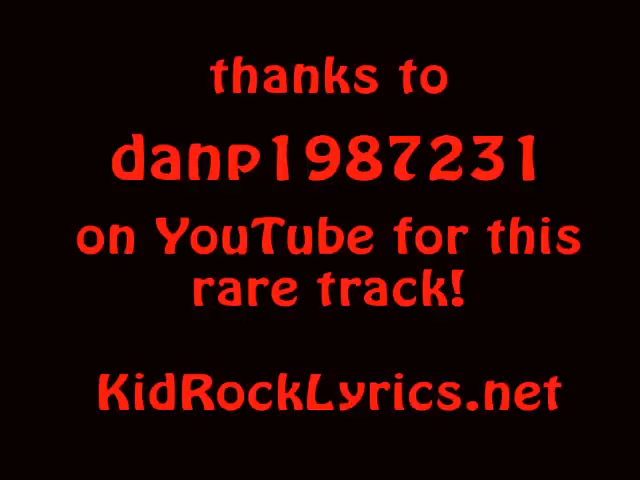 thanks to
danp1987231
on YouTube for this
rare track!
KidRockLyrics.net